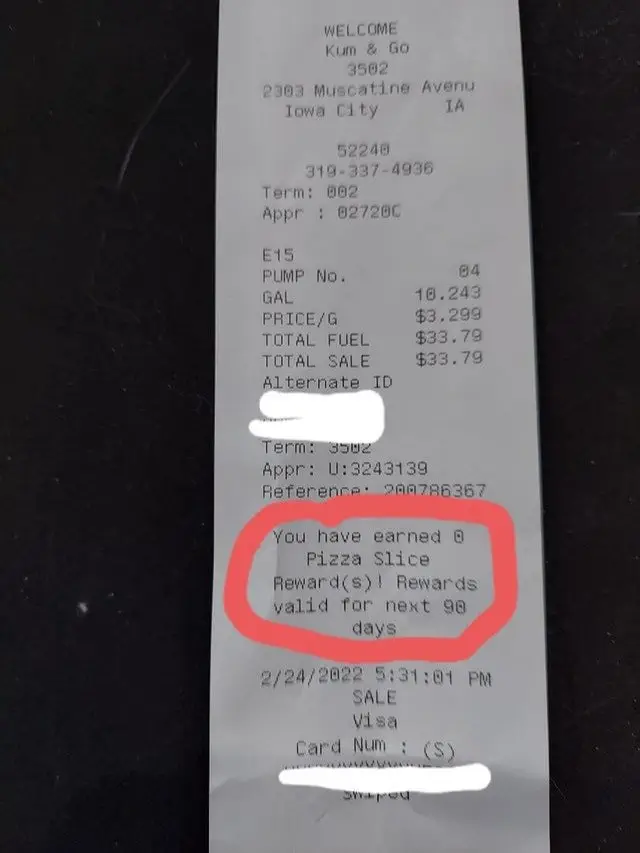 WELCOME
Kum & Go
3502
2303 Muscatine Avenu
Iowa City IA
52240
319-337-4936
Term: 002
Appr : 02720C
E15
PUMP No. 04
GAL 10.243
PRICE/G $3.299
TOTAL FUEL $33.79
TOTAL SALE $33.79
Alternate ID
Term: 3502
Appr: U:3243139
Reference: 200786367
You have earned 0
Pizza Slice
Reward(s)! Rewards
valid for next 90
days
2/24/2022 5:31:01 PM
SALE
Visa
Card Num : (S)
Swiped